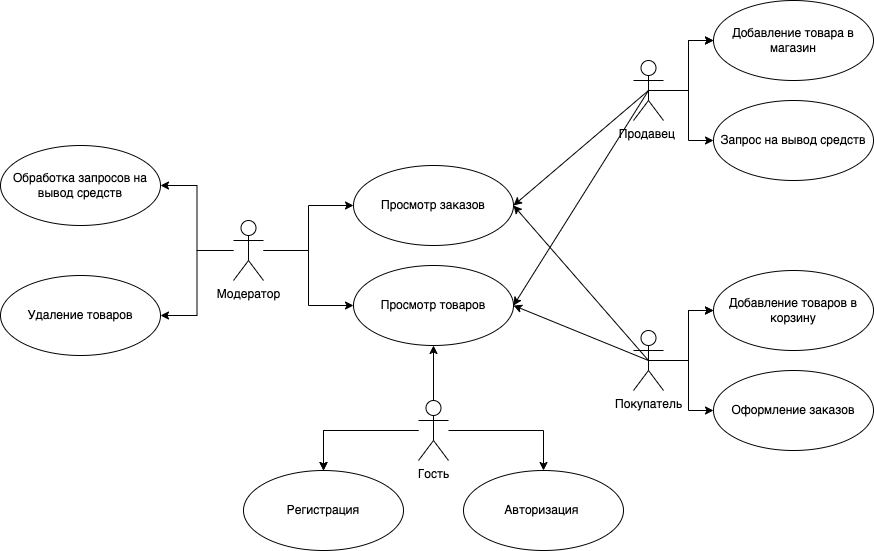 Добавление товара в
магазин
Продавец
Запрос на вывод средств
Обработка запросов на
вывод средств
Просмотр заказов
Модератор
Удаление товаров
Просмотр товаров
Добавление товаров в
корзину
Покупатель
Оформление заказов
Гость
Регистрация
Авторизация